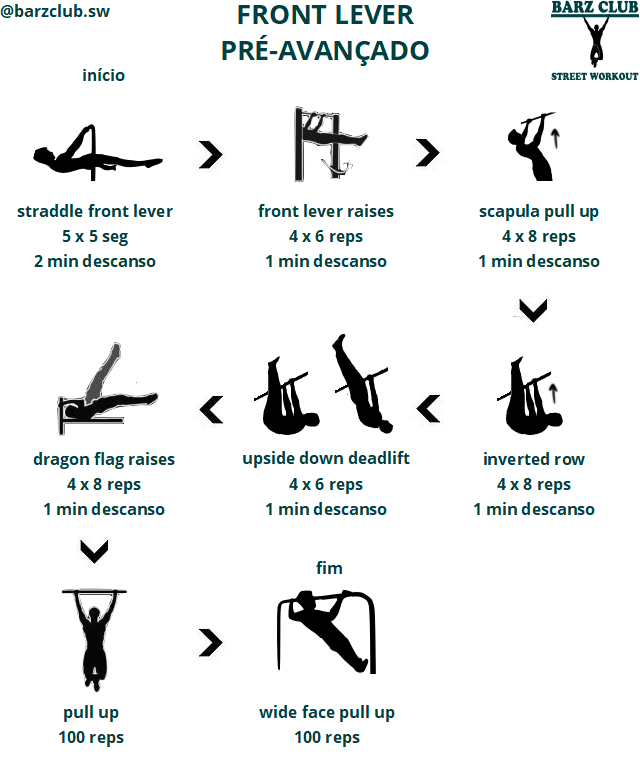 @barzclub.sw
FRONT LEVER
PRÉ-AVANÇADO
BARZ CLUB
STREET WORKOUT
início
straddle front lever
5 x 5 seg
2 min descanso
front lever raises
4 x 6 reps
1 min descanso
scapula pull up
4 x 8 reps
1 min descanso
dragon flag raises
4 x 8 reps
1 min descanso
upside down deadlift
4 x 6 reps
1 min descanso
inverted row
4 x 8 reps
1 min descanso
pull up
100 reps
fim
wide face pull up
100 reps